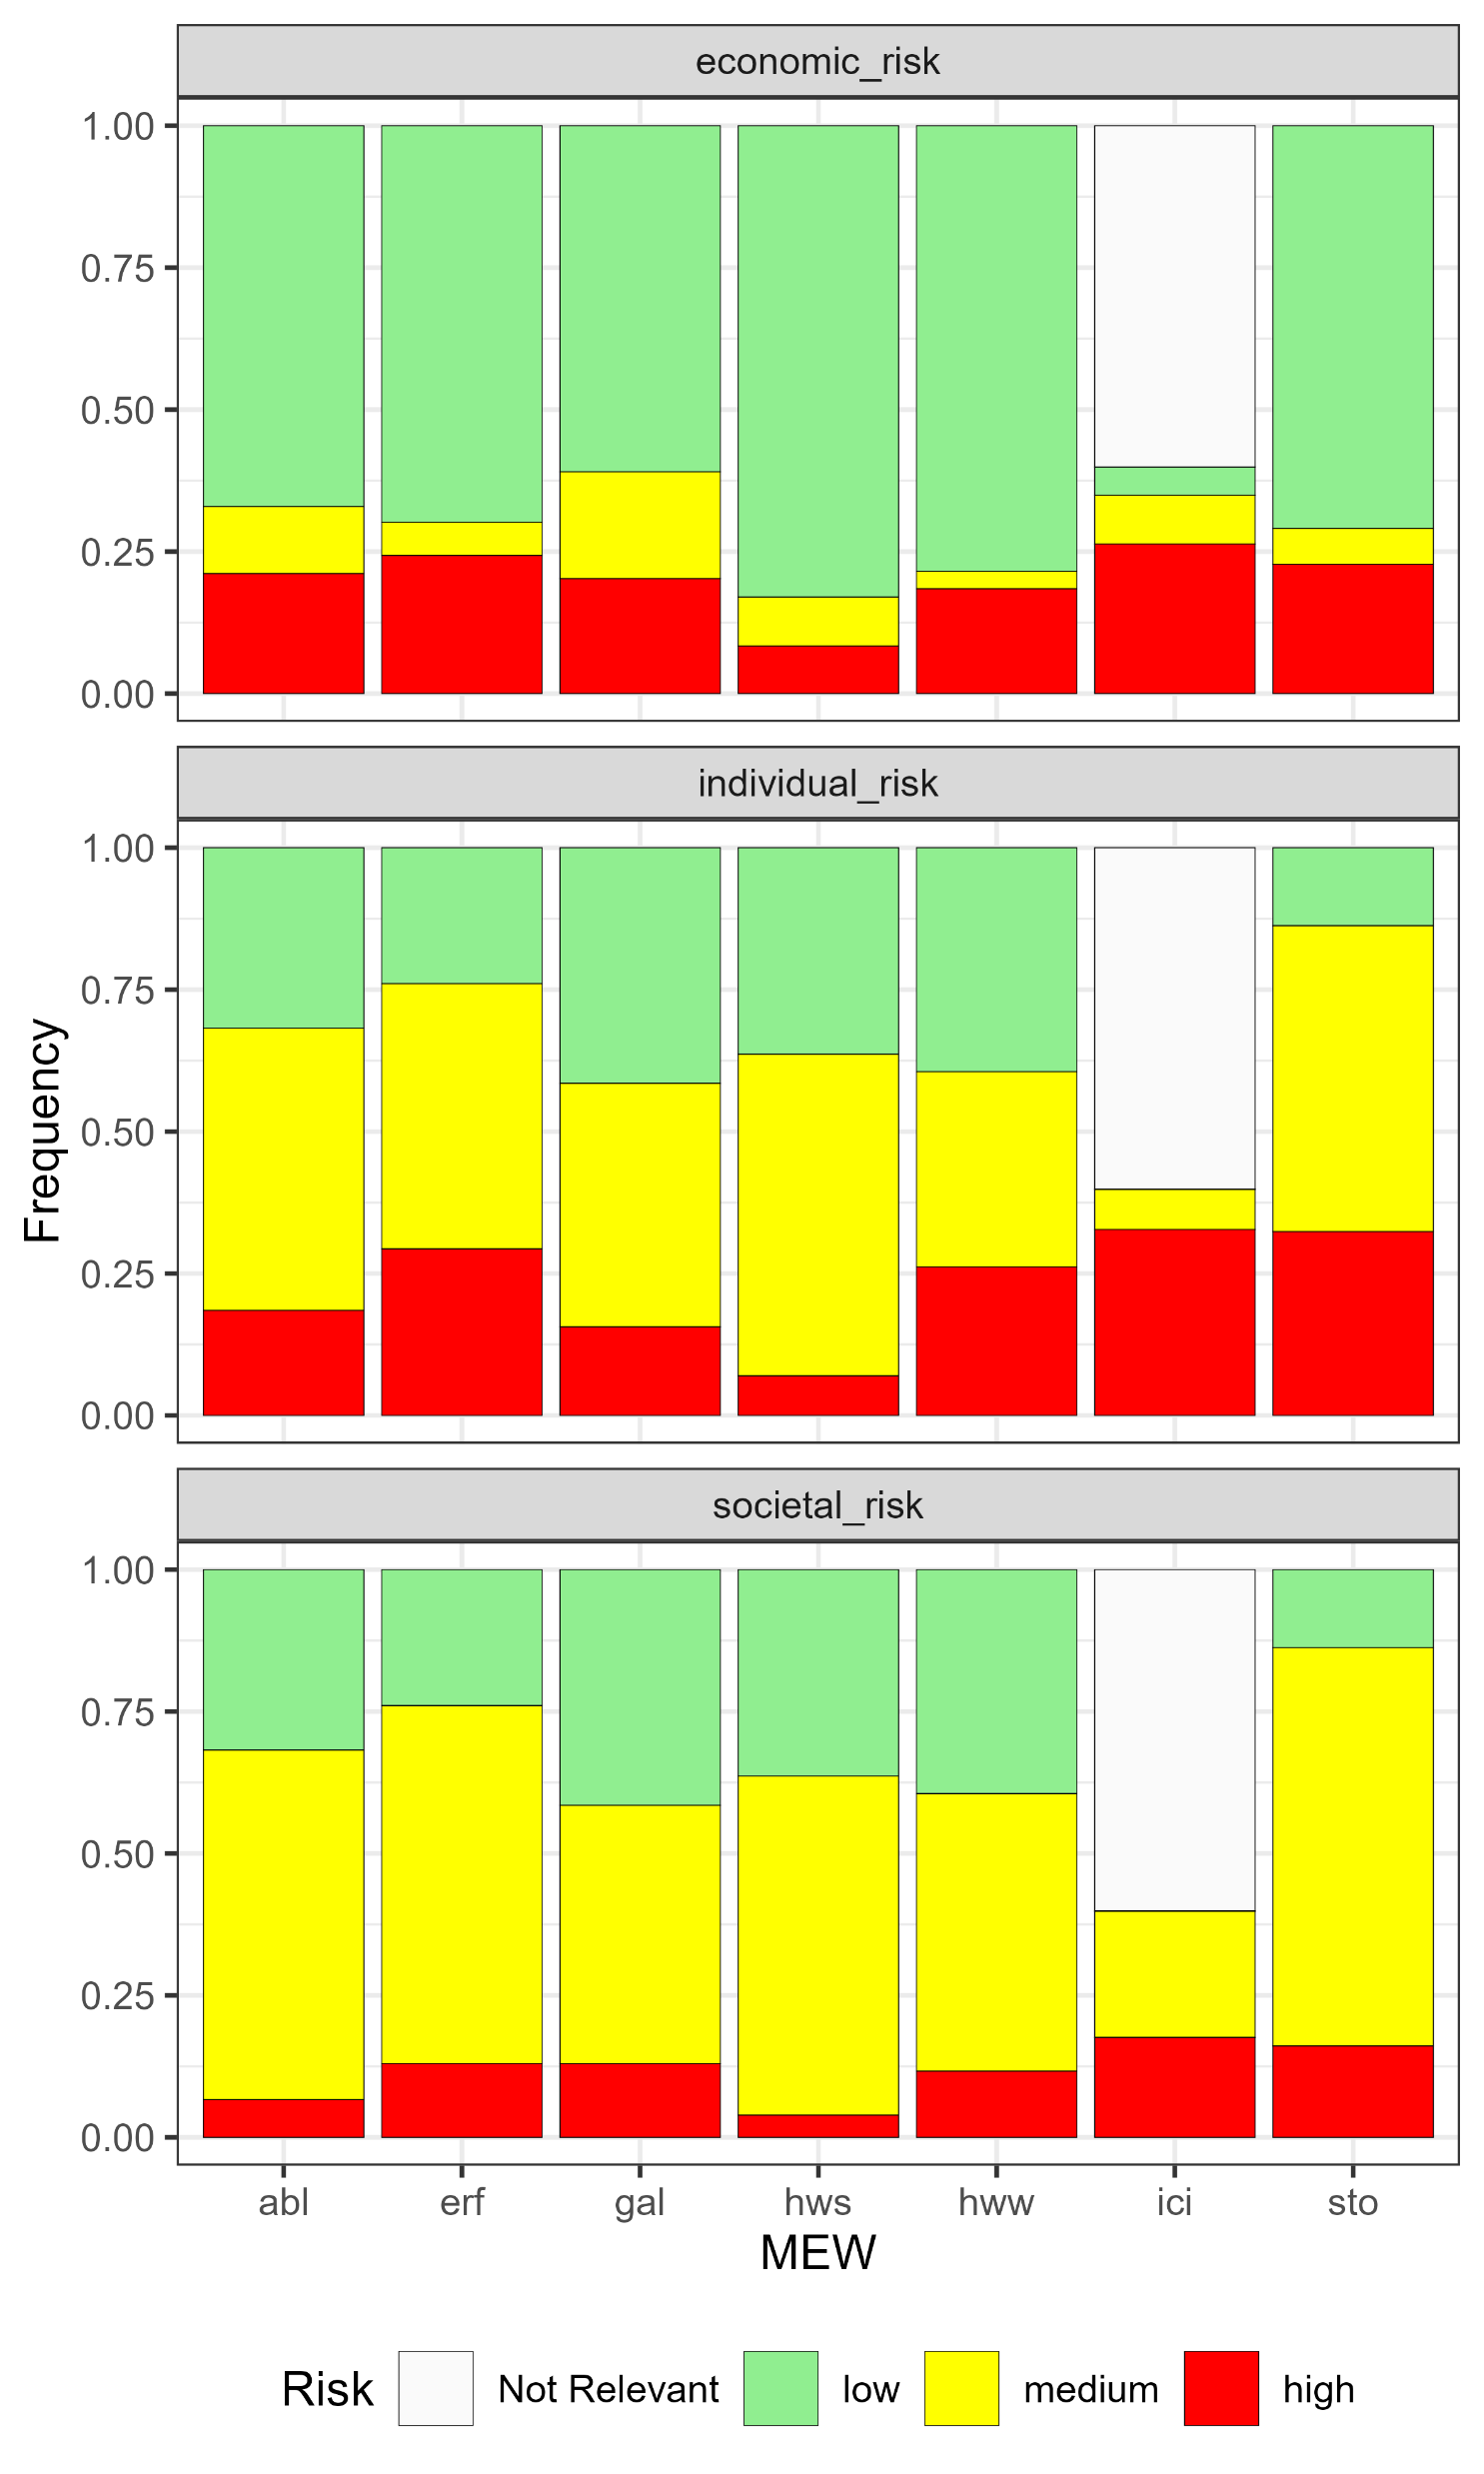 economic_risk
1.00
0.75
0.50
0.25
0.00
individual_risk
1.00
0.75
0.50
0.25
0.00
Frequency
societal_risk
1.00
0.75
0.50
0.25
0.00
abl erf gal hws hww ici sto
MEW
Risk Not Relevant low medium high